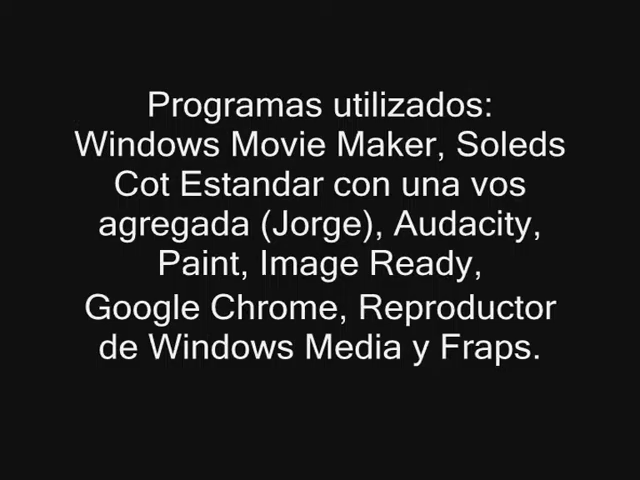 Programas utilizados:
Windows Movie Maker, Soleds
Cot Estandar con una vos
agregada (Jorge), Audacity,
Paint, Image Ready,
Google Chrome, Reproductor
de Windows Media y Fraps.